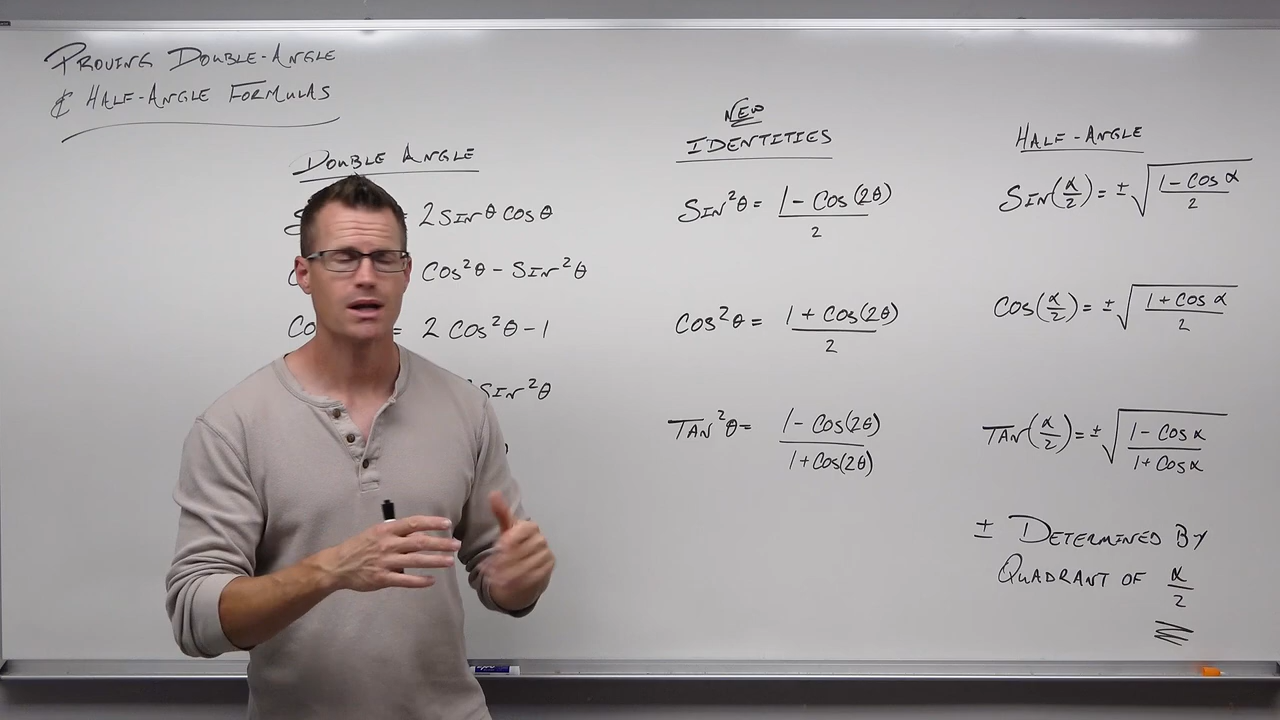 PROVING DOUBLE-ANGLE
& HALF-ANGLE FORMULAS
DOUBLE ANGLE
= 2 SIN θ COS θ
COS²θ - SIN²θ
CO = 2 COS²θ - 1
SIN²θ
NEW
IDENTITIES
SIN²θ = 1 - COS(2θ) / 2
COS²θ = 1 + COS(2θ) / 2
TAN²θ = 1 - COS(2θ) / 1 + COS(2θ)
HALF-ANGLE
SIN(α/2) = ± √(1 - COS α / 2)
COS(α/2) = ± √(1 + COS α / 2)
TAN(α/2) = ± √(1 - COS α / 1 + COS α)
± DETERMINED BY
QUADRANT OF α/2